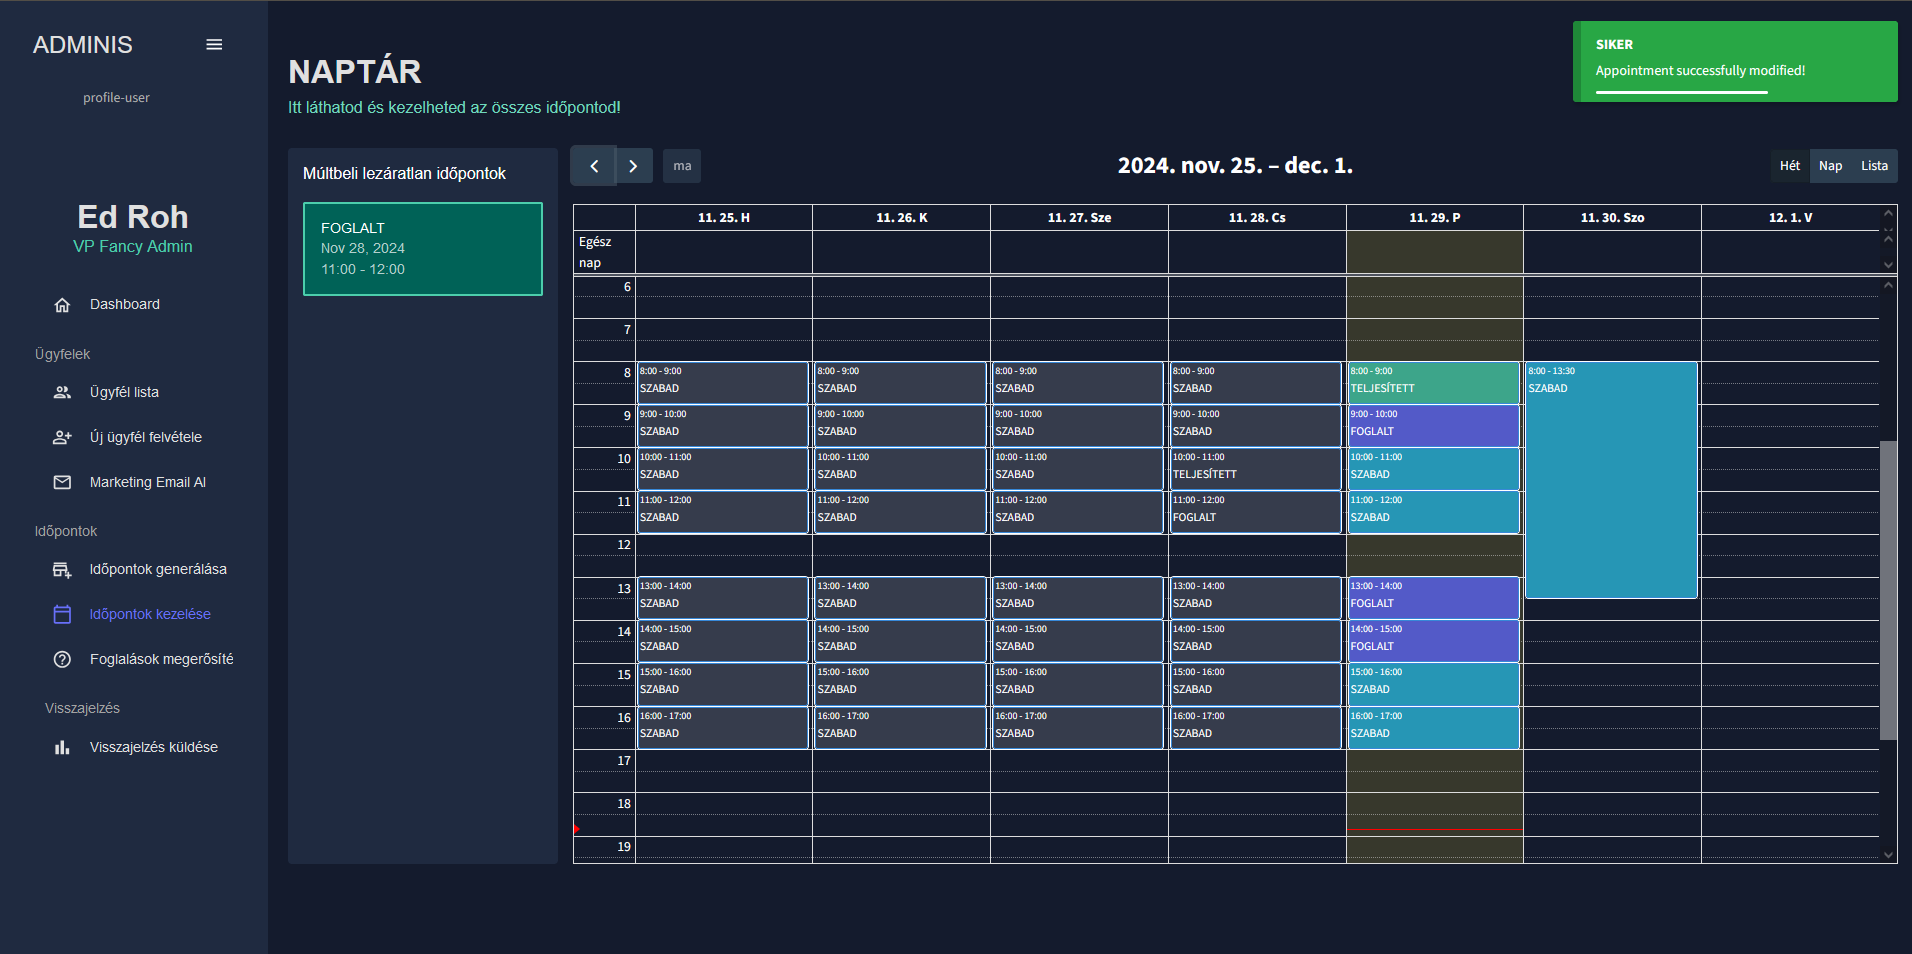 ADMINIS
profile-user
Ed Roh
VP Fancy Admin
Dashboard
Ügyfelek
Ügyfél lista
Új ügyfél felvétele
Marketing Email AI
Időpontok
Időpontok generálása
Időpontok kezelése
Foglalások megerősíté
Visszajelzés
Visszajelzés küldése
NAPTÁR
Itt láthatod és kezelheted az összes időpontod!
SIKER
Appointment successfully modified!
Múltbeli lezáratlan időpontok
FOGLALT
Nov 28, 2024
11:00 - 12:00
ma
2024. nov. 25. – dec. 1.
Hét Nap Lista
11. 25. H 11. 26. K 11. 27. Sze 11. 28. Cs 11. 29. P 11. 30. Szo 12. 1. V
Egész
nap
6
7
8 8:00 - 9:00 8:00 - 9:00 8:00 - 9:00 8:00 - 9:00 8:00 - 9:00 8:00 - 13:30
SZABAD SZABAD SZABAD SZABAD TELJESÍTETT SZABAD
9 9:00 - 10:00 9:00 - 10:00 9:00 - 10:00 9:00 - 10:00 9:00 - 10:00
SZABAD SZABAD SZABAD SZABAD FOGLALT
10 10:00 - 11:00 10:00 - 11:00 10:00 - 11:00 10:00 - 11:00 10:00 - 11:00
SZABAD SZABAD SZABAD TELJESÍTETT SZABAD
11 11:00 - 12:00 11:00 - 12:00 11:00 - 12:00 11:00 - 12:00 11:00 - 12:00
SZABAD SZABAD SZABAD FOGLALT SZABAD
12
13 13:00 - 14:00 13:00 - 14:00 13:00 - 14:00 13:00 - 14:00 13:00 - 14:00
SZABAD SZABAD SZABAD SZABAD FOGLALT
14 14:00 - 15:00 14:00 - 15:00 14:00 - 15:00 14:00 - 15:00 14:00 - 15:00
SZABAD SZABAD SZABAD SZABAD FOGLALT
15 15:00 - 16:00 15:00 - 16:00 15:00 - 16:00 15:00 - 16:00 15:00 - 16:00
SZABAD SZABAD SZABAD SZABAD SZABAD
16 16:00 - 17:00 16:00 - 17:00 16:00 - 17:00 16:00 - 17:00 16:00 - 17:00
SZABAD SZABAD SZABAD SZABAD SZABAD
17
18
19